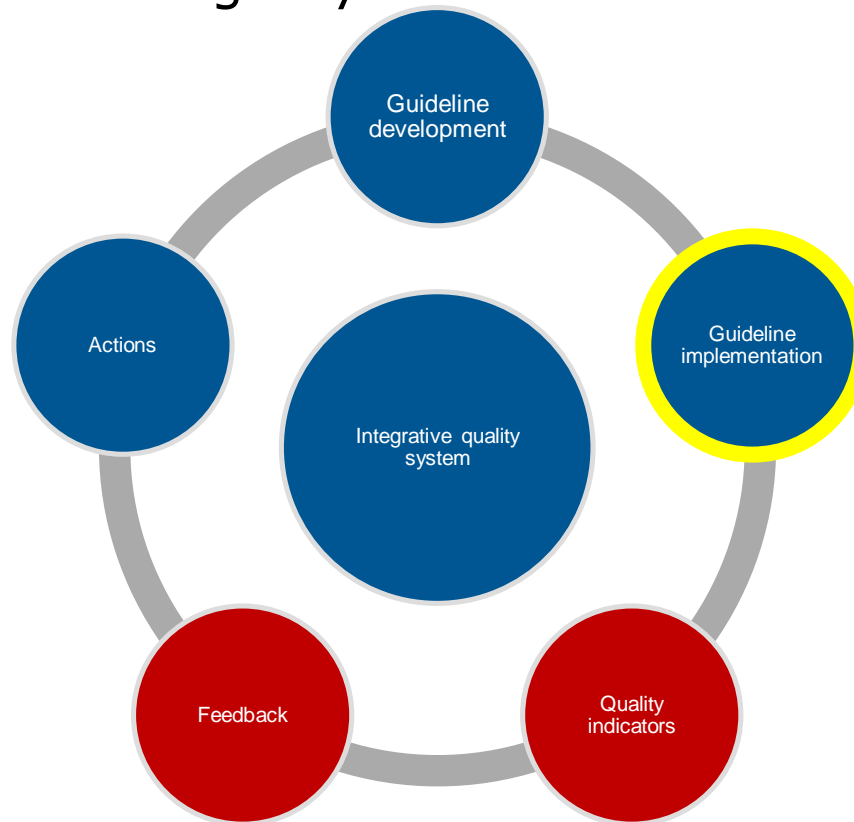 Guideline
development
Guideline
implementation
Actions
Integrative quality
system
Feedback
Quality
indicators